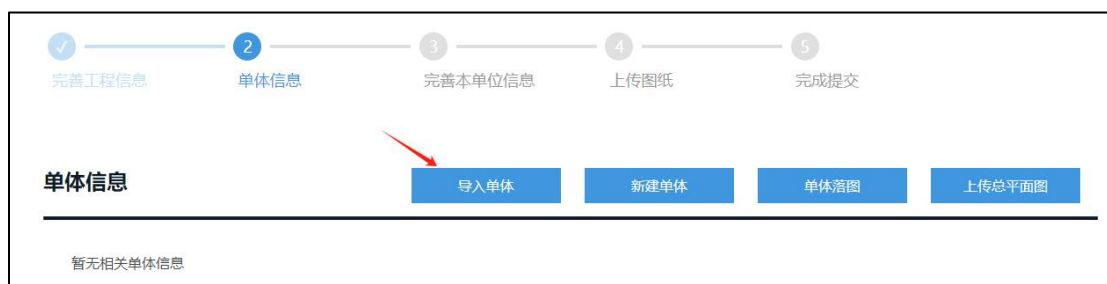 ✓ 2 3 4 5
完善工程信息 单体信息 完善本单位信息 上传图纸 完成提交
单体信息 导入单体 新建单体 单体落图 上传总平面图
暂无相关单体信息